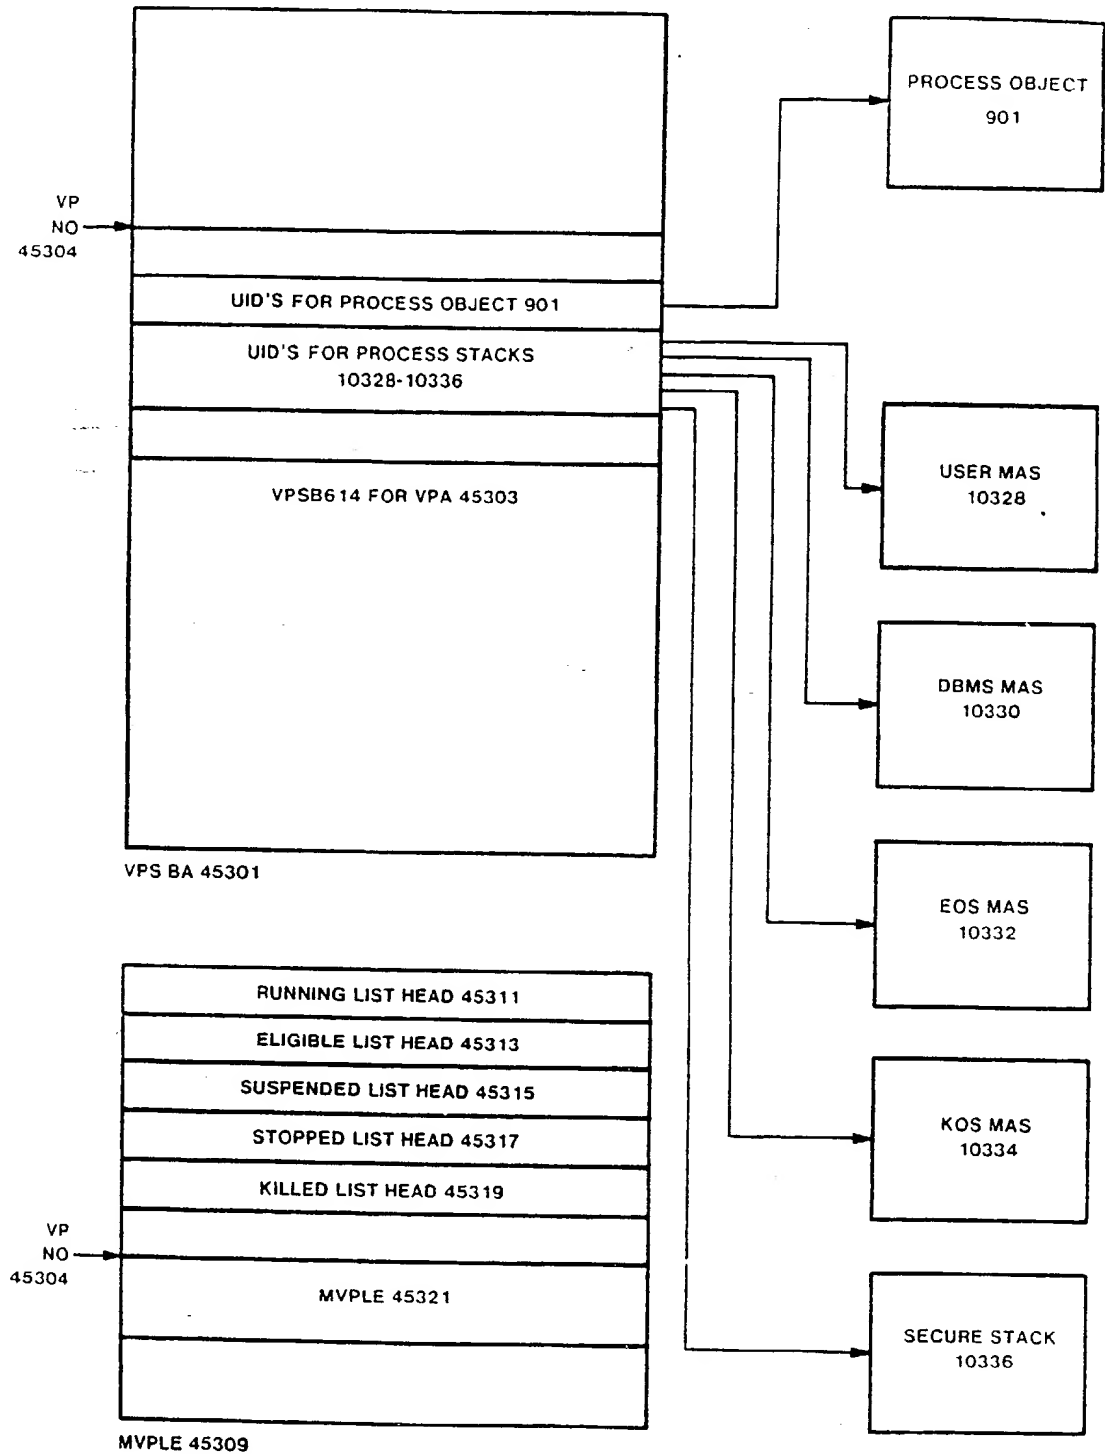 PROCESS OBJECT
901
VP
NO
45304
UID'S FOR PROCESS OBJECT 901
UID'S FOR PROCESS STACKS
10328-10336
VPSB614 FOR VPA 45303
USER MAS
10328
DBMS MAS
10330
VPS BA 45301
EOS MAS
10332
RUNNING LIST HEAD 45311
ELIGIBLE LIST HEAD 45313
SUSPENDED LIST HEAD 45315
STOPPED LIST HEAD 45317
KILLED LIST HEAD 45319
KOS MAS
10334
VP
NO
45304
MVPLE 45321
SECURE STACK
10336
MVPLE 45309